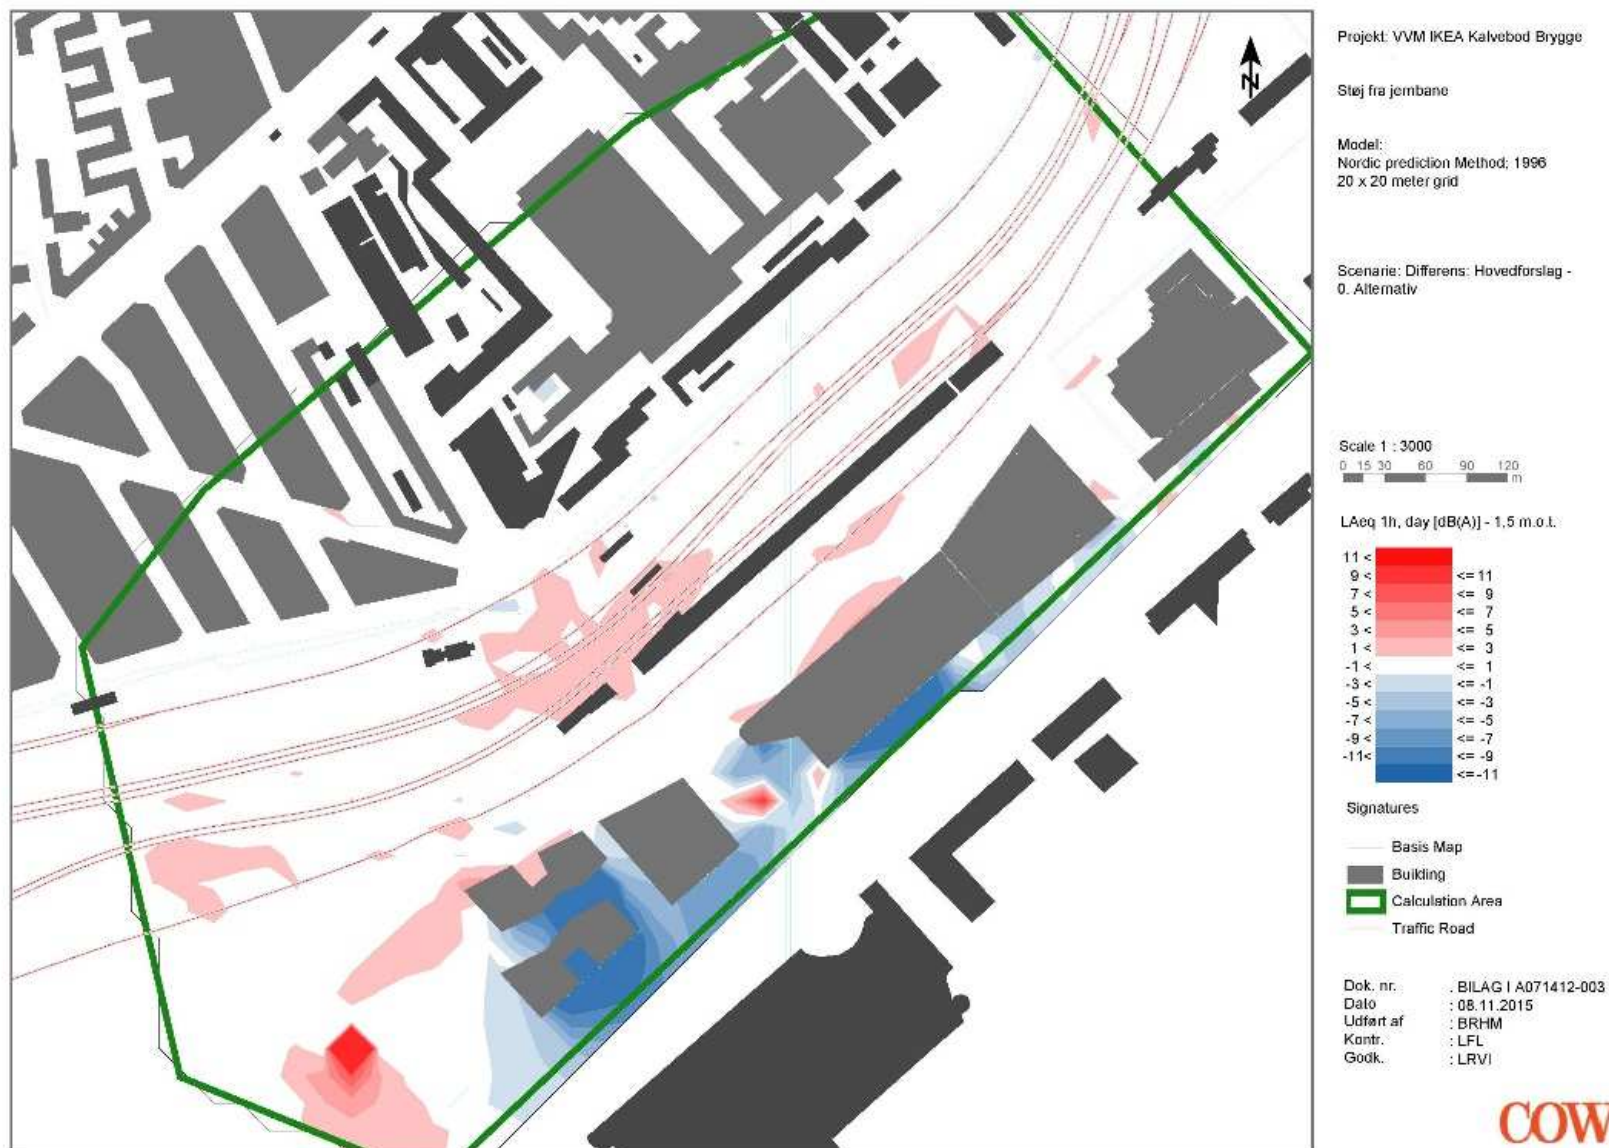 Projekt: VVM IKEA Kalvebod Brygge
Støj fra jernbane
Model:
Nordic prediction Method; 1996
20 x 20 meter grid
Scenarie: Differens: Hovedforslag -
0. Alternativ
Scale 1 : 3000
0 15 30 60 90 120
m
LAeq 1h, day [dB(A)] - 1,5 m.o.t.
11 <
9 < <= 11
7 < <= 9
5 < <= 7
3 < <= 5
1 < <= 3
-1 < <= 1
-3 < <= -1
-5 < <= -3
-7 < <= -5
-9 < <= -7
-11< <= -9
<= -11
Signatures
Basis Map
Building
Calculation Area
Traffic Road
Dok. nr. . BILAG I A071412-003
Dato : 08.11.2015
Udført af : BRHM
Kontr. : LFL
Godk. : LRVI
COW
N